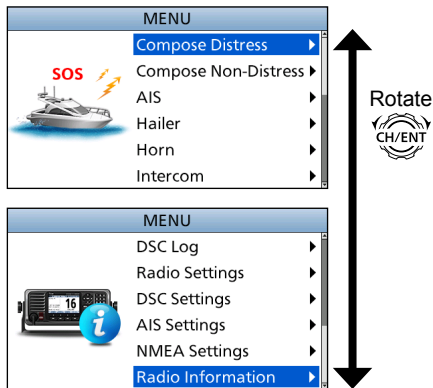 MENU
Compose Distress
SOS
Compose Non-Distress
AIS
Hailer
Horn
Intercom
Rotate
CH/ENT
MENU
DSC Log
Radio Settings
DSC Settings
16
AIS Settings
NMEA Settings
Radio Information